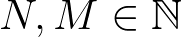 N, M ∈ ℕ